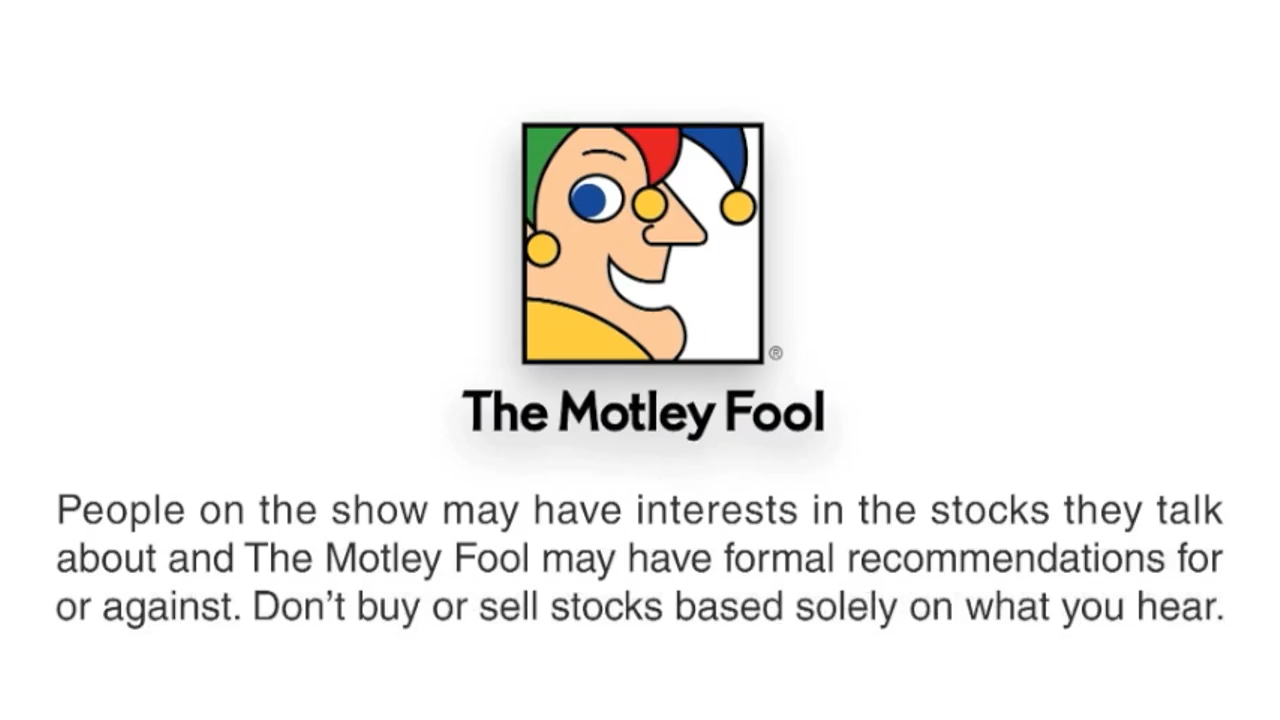 ®
The Motley Fool
People on the show may have interests in the stocks they talk
about and The Motley Fool may have formal recommendations for
or against. Don’t buy or sell stocks based solely on what you hear.